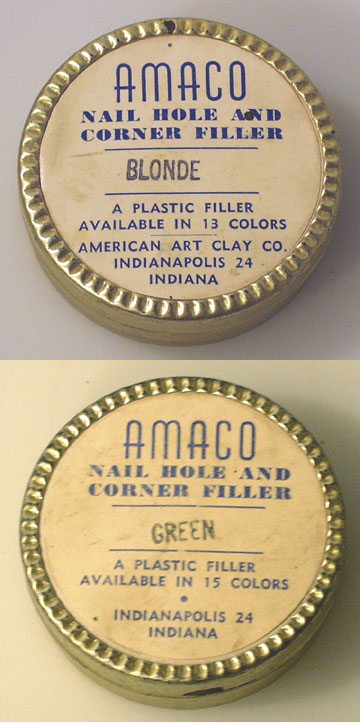 AMACO
NAIL HOLE AND
CORNER FILLER
BLONDE
A PLASTIC FILLER
AVAILABLE IN 13 COLORS
AMERICAN ART CLAY CO.
INDIANAPOLIS 24
INDIANA
AMACO
NAIL HOLE AND
CORNER FILLER
GREEN
A PLASTIC FILLER
AVAILABLE IN 15 COLORS
INDIANAPOLIS 24
INDIANA